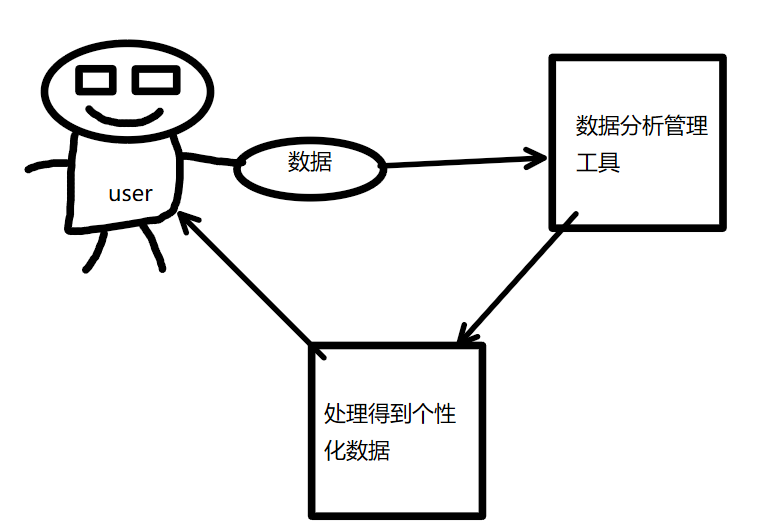 数据
数据分析管理
工具
user
处理得到个性
化数据